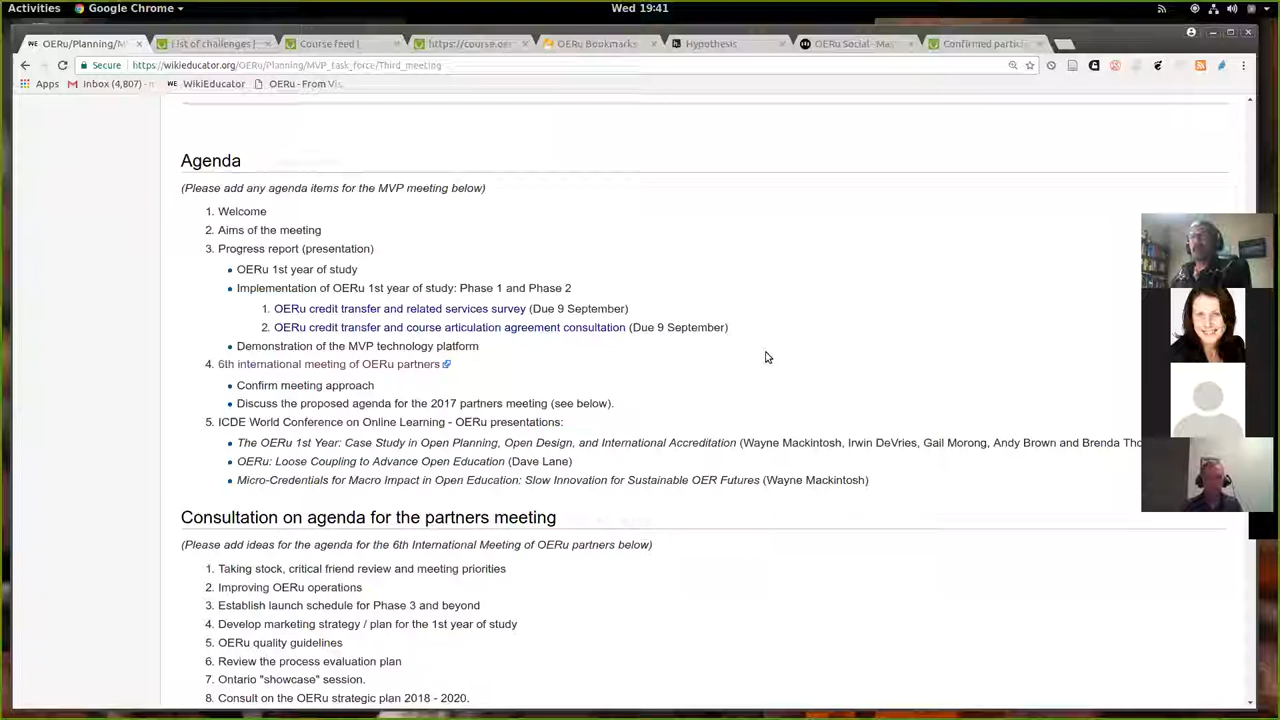 Activities Google Chrome Wed 19:41
OERu/Planning/M List of challenges | Course feed | https://course.oer OERu Bookmarks Hypothesis OERu Social - Mas Confirmed partici
Secure https://wikieducator.org/OERu/Planning/MVP_task_force/Third_meeting
Apps Inbox (4,807) - WE WikiEducator OERu - From Vis
Agenda
(Please add any agenda items for the MVP meeting below)
1. Welcome
2. Aims of the meeting
3. Progress report (presentation)
• OERu 1st year of study
• Implementation of OERu 1st year of study: Phase 1 and Phase 2
1. OERu credit transfer and related services survey (Due 9 September)
2. OERu credit transfer and course articulation agreement consultation (Due 9 September)
• Demonstration of the MVP technology platform
4. 6th international meeting of OERu partners
• Confirm meeting approach
• Discuss the proposed agenda for the 2017 partners meeting (see below).
5. ICDE World Conference on Online Learning - OERu presentations:
• The OERu 1st Year: Case Study in Open Planning, Open Design, and International Accreditation (Wayne Mackintosh, Irwin DeVries, Gail Morong, Andy Brown and Brenda Tho
• OERu: Loose Coupling to Advance Open Education (Dave Lane)
• Micro-Credentials for Macro Impact in Open Education: Slow Innovation for Sustainable OER Futures (Wayne Mackintosh)
Consultation on agenda for the partners meeting
(Please add ideas for the agenda for the 6th International Meeting of OERu partners below)
1. Taking stock, critical friend review and meeting priorities
2. Improving OERu operations
3. Establish launch schedule for Phase 3 and beyond
4. Develop marketing strategy / plan for the 1st year of study
5. OERu quality guidelines
6. Review the process evaluation plan
7. Ontario "showcase" session.
8. Consult on the OERu strategic plan 2018 - 2020.